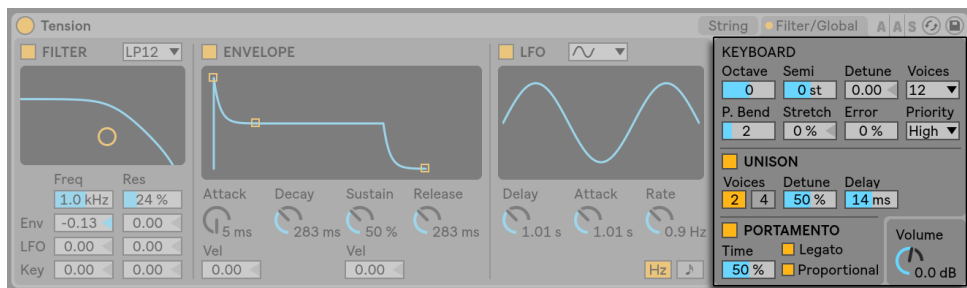 Tension String Filter/Global A A S
FILTER LP12
Freq Res
1.0 kHz 24 %
Env -0.13 0.00
LFO 0.00 0.00
Key 0.00 0.00
ENVELOPE
Attack Decay Sustain Release
5 ms 283 ms 50 % 283 ms
Vel Vel
0.00 0.00
LFO
Delay Attack Rate
1.01 s 1.01 s 0.9 Hz
Hz ♪
KEYBOARD
Octave Semi Detune Voices
0 0 st 0.00 12
P. Bend Stretch Error Priority
2 0 % 0 % High
UNISON
Voices Detune Delay
2 4 50 % 14 ms
PORTAMENTO
Time Legato
50 % Proportional
Volume
0.0 dB